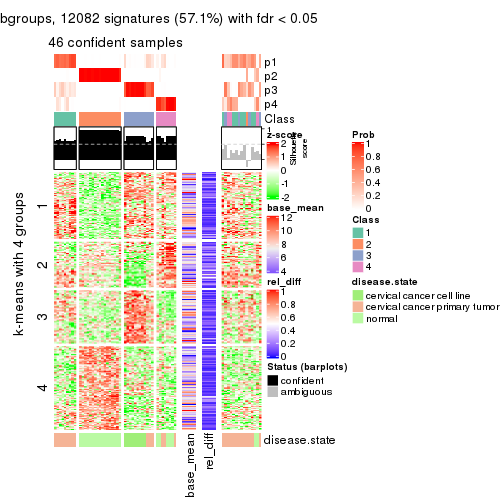 bgroups, 12082 signatures (57.1%) with fdr < 0.05
46 confident samples
p1
p2
p3
p4
Class
1
Silhouette
score
k-means with 4 groups
1
2
3
4
disease.state
base_mean
rel_diff
z-score
2
1
0
-1
-2
base_mean
12
10
8
6
4
rel_diff
1
0.8
0.6
0.4
0.2
0
Status (barplots)
confident
ambiguous
Prob
1
0.8
0.6
0.4
0.2
0
Class
1
2
3
4
disease.state
cervical cancer cell line
cervical cancer primary tumor
normal